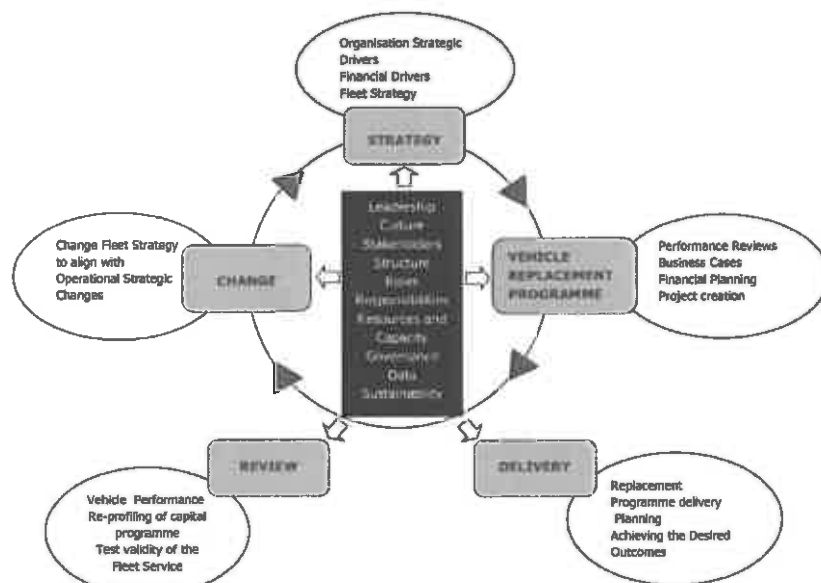 Organisation Strategic
Drivers
Financial Drivers
Fleet Strategy
STRATEGY
Leadership
Culture
Stakeholders
Structure
Fleet
Responsibilities
Resources and
Capacity
Governance
Data
Sustainability
VEHICLE
REPLACEMENT
PROGRAMME
Performance Reviews
Business Cases
Financial Planning
Project creation
DELIVERY
Replacement
Programme delivery
Planning
Achieving the Desired
Outcomes
REVIEW
Vehicle Performance
Re-profiling of capital
programme
Test validity of the
Fleet Service
CHANGE
Change Fleet Strategy
to align with
Operational Strategic
Changes